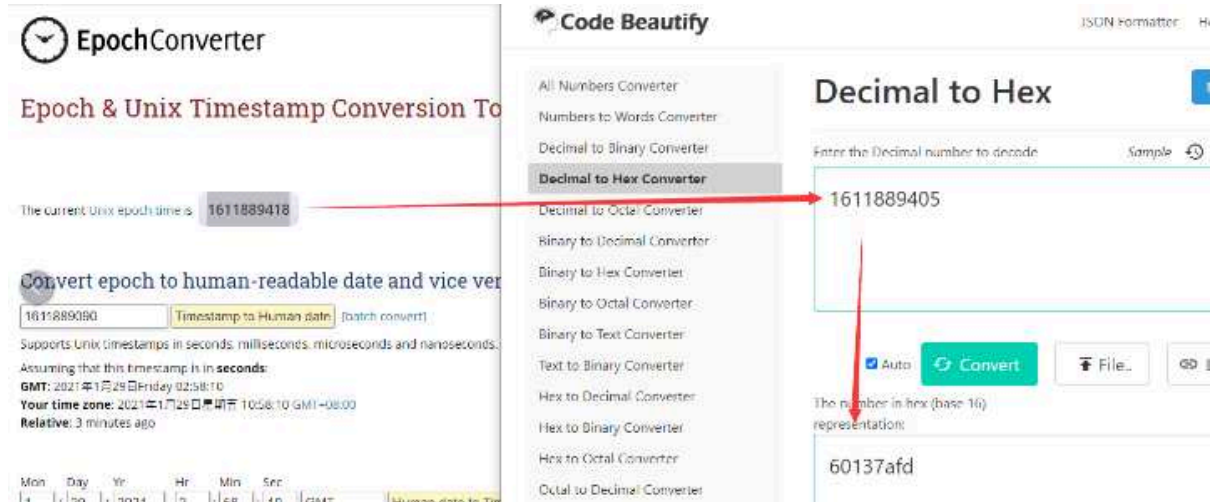 EpochConverter
Epoch & Unix Timestamp Conversion To
The current Unix epoch time is 1611889418
Convert epoch to human-readable date and vice ver
1611889090 Timestamp to Human date [batch convert]
Supports Unix timestamps in seconds, milliseconds, microseconds and nanoseconds.
Assuming that this timestamp is in seconds:
GMT: 2021年1月29日Friday 02:58:10
Your time zone: 2021年1月29日星期五 10:58:10 GMT+08:00
Relative: 3 minutes ago
Mon Day Yr Hr Min Sec
Code Beautify
JSON Formatter
All Numbers Converter
Numbers to Words Converter
Decimal to Binary Converter
Decimal to Hex Converter
Decimal to Octal Converter
Binary to Decimal Converter
Binary to Hex Converter
Binary to Octal Converter
Binary to Text Converter
Text to Binary Converter
Hex to Decimal Converter
Hex to Binary Converter
Hex to Octal Converter
Octal to Decimal Converter
Decimal to Hex
Enter the Decimal number to decode Sample
1611889405
Auto Convert File..
The number in hex (base 16)
representation:
60137afd